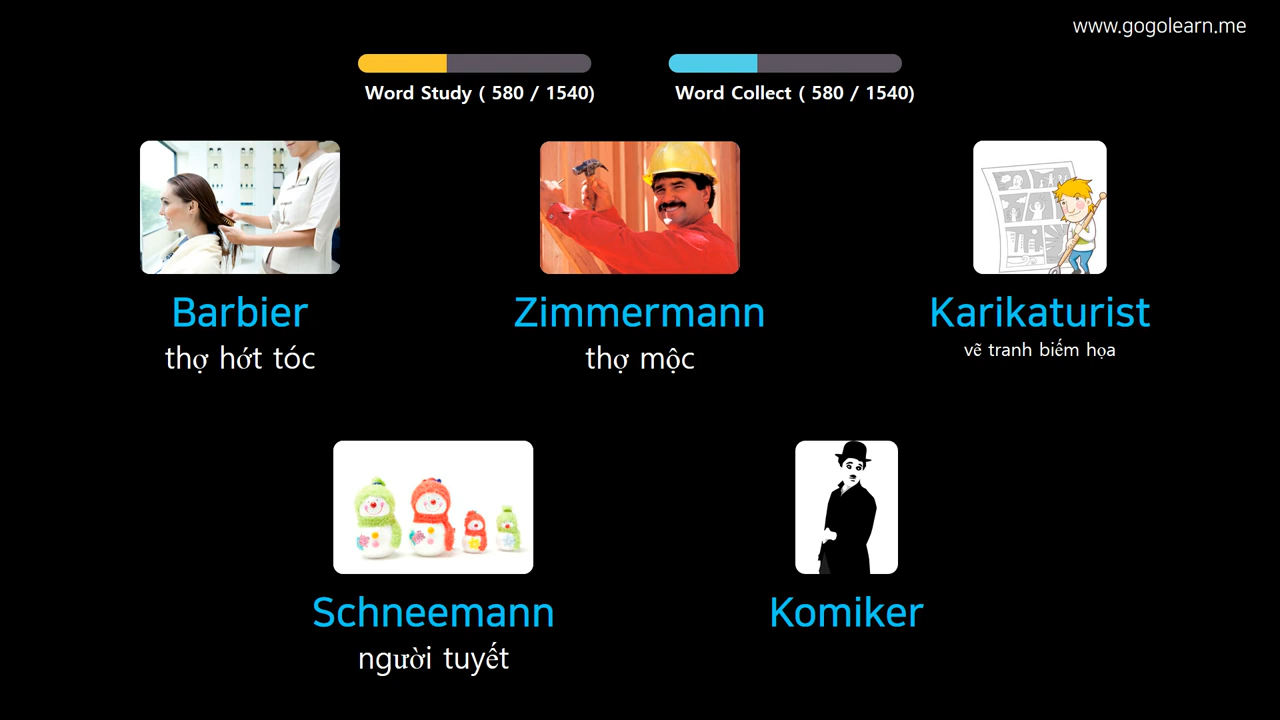 www.gogolearn.me
Word Study ( 580 / 1540)
Word Collect ( 580 / 1540)
Barbier
thợ hớt tóc
Zimmermann
thợ mộc
Karikaturist
vẽ tranh biếm họa
Schneemann
người tuyết
Komiker